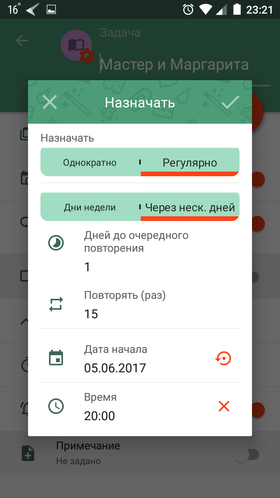 16°
23:21
Задача
Мастер и Маргарита
Назначать
Назначать
Однократно
Регулярно
Дни недели
Через неск. дней
Дней до очередного
повторения
1
Повторять (раз)
15
Дата начала
05.06.2017
Время
20:00
Примечание
Не задано